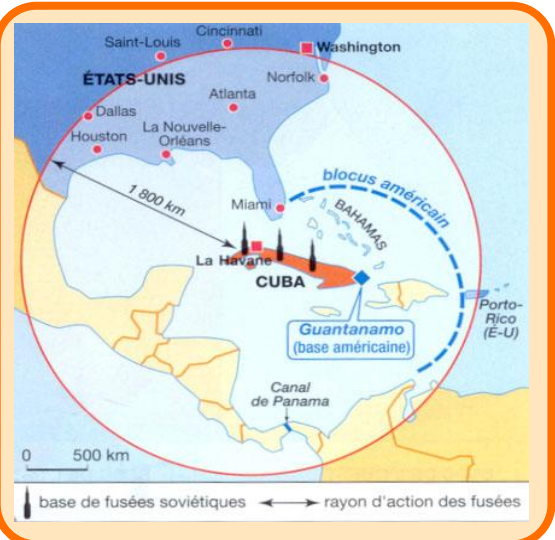 Cincinnati
Saint-Louis
Washington
ÉTATS-UNIS
Norfolk
Atlanta
Dallas
Houston
La Nouvelle-
Orléans
1 800 km
Miami
blocus américain
BAHAMAS
La Havane
CUBA
Guantanamo
(base américaine)
Porto-
Rico
(É-U)
Canal
de Panama
0 500 km
base de fusées soviétiques
rayon d'action des fusées